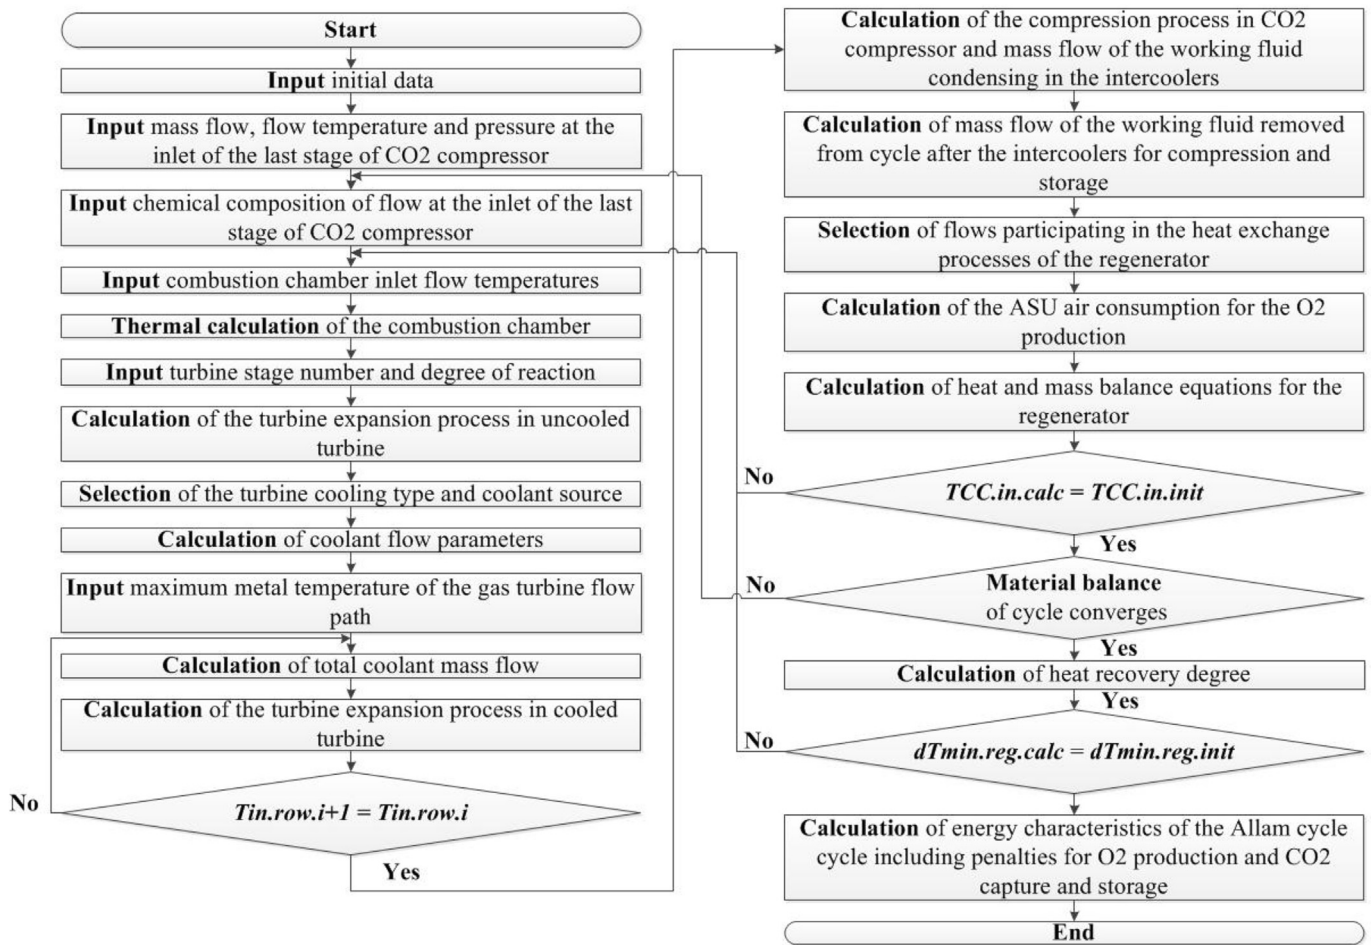 Start
Input initial data
Input mass flow, flow temperature and pressure at the
inlet of the last stage of CO2 compressor
Input chemical composition of flow at the inlet of the last
stage of CO2 compressor
Input combustion chamber inlet flow temperatures
Thermal calculation of the combustion chamber
Input turbine stage number and degree of reaction
Calculation of the turbine expansion process in uncooled
turbine
Selection of the turbine cooling type and coolant source
Calculation of coolant flow parameters
Input maximum metal temperature of the gas turbine flow
path
Calculation of total coolant mass flow
Calculation of the turbine expansion process in cooled
turbine
No
Tin.row.i+1 = Tin.row.i
Yes
Calculation of the compression process in CO2
compressor and mass flow of the working fluid
condensing in the intercoolers
Calculation of mass flow of the working fluid removed
from cycle after the intercoolers for compression and
storage
Selection of flows participating in the heat exchange
processes of the regenerator
Calculation of the ASU air consumption for the O2
production
Calculation of heat and mass balance equations for the
regenerator
No
TCC.in.calc = TCC.in.init
Yes
No
Material balance
of cycle converges
Yes
Calculation of heat recovery degree
Yes
No
dTmin.reg.calc = dTmin.reg.init
Calculation of energy characteristics of the Allam cycle
cycle including penalties for O2 production and CO2
capture and storage
End